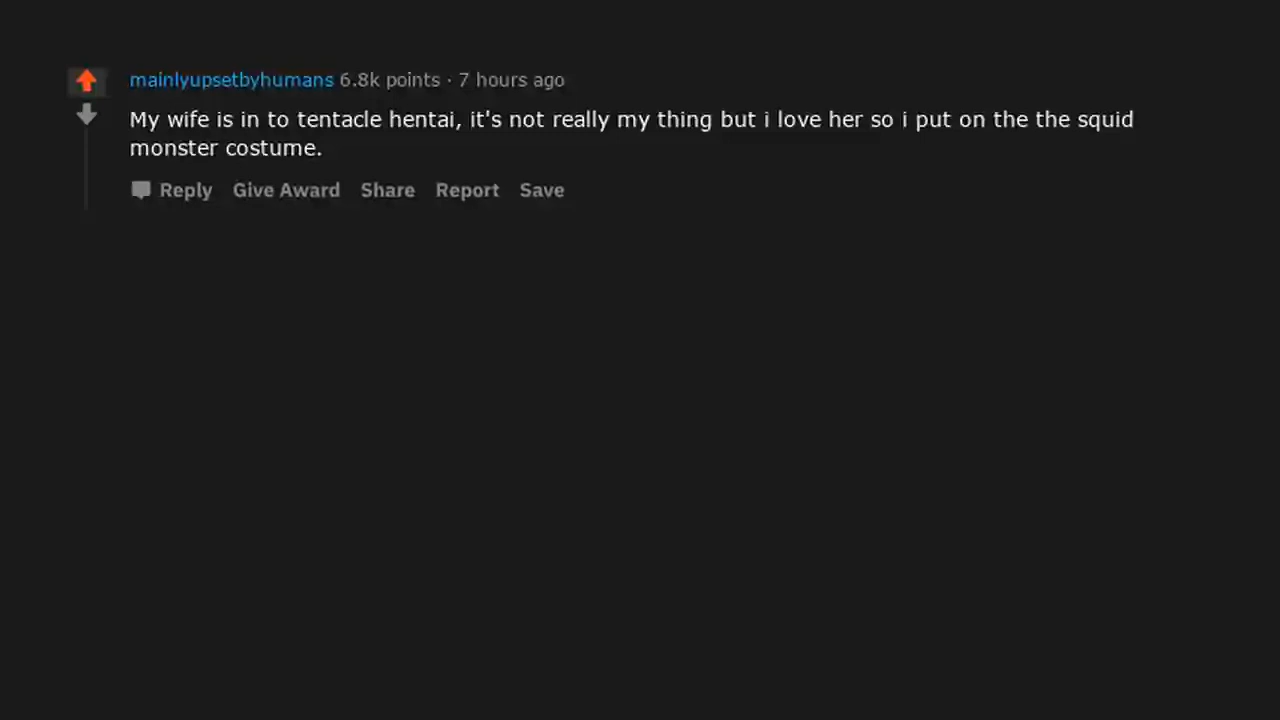 mainlyupsetbyhumans 6.8k points · 7 hours ago
My wife is in to tentacle hentai, it's not really my thing but i love her so i put on the the squid
monster costume.
Reply Give Award Share Report Save